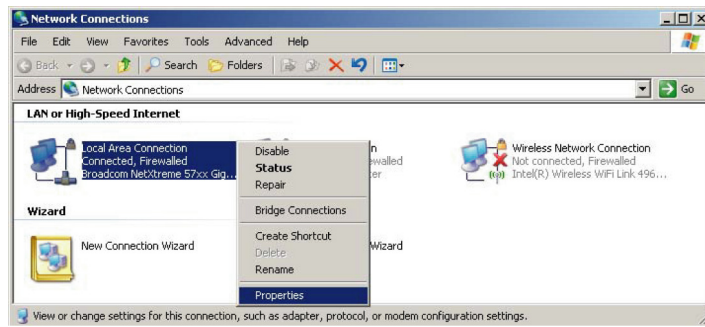 Network Connections
File Edit View Favorites Tools Advanced Help
Back Search Folders
Address Network Connections Go
LAN or High-Speed Internet
Local Area Connection
Connected, Firewalled
Broadcom NetXtreme 57xx Gig...
Disable
Status
Repair
Bridge Connections
Create Shortcut
Delete
Rename
Properties
Wireless Network Connection
Not connected, Firewalled
Intel(R) Wireless WiFi Link 496...
Wizard
New Connection Wizard
Wizard
View or change settings for this connection, such as adapter, protocol, or modem configuration settings.